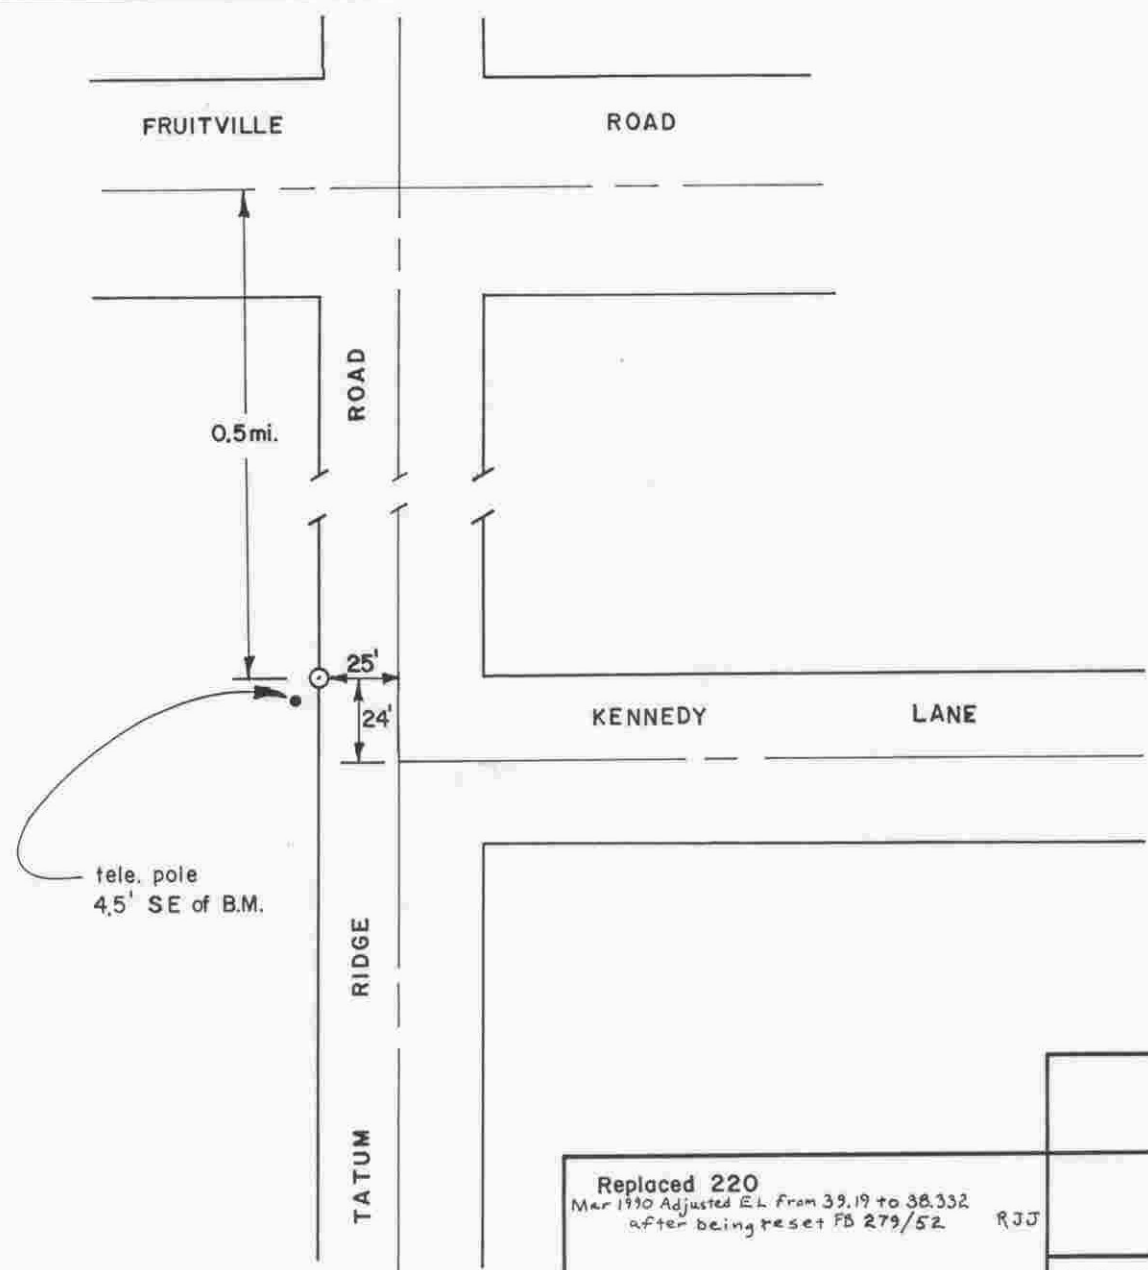 FRUITVILLE ROAD
ROAD
0.5mi.
25'
24'
KENNEDY LANE
tele. pole
4.5' SE of B.M.
RIDGE
TATUM
Replaced 220
Mar 1990 Adjusted EL from 39.19 to 38.332
after being reset FB 279/52 RJJ